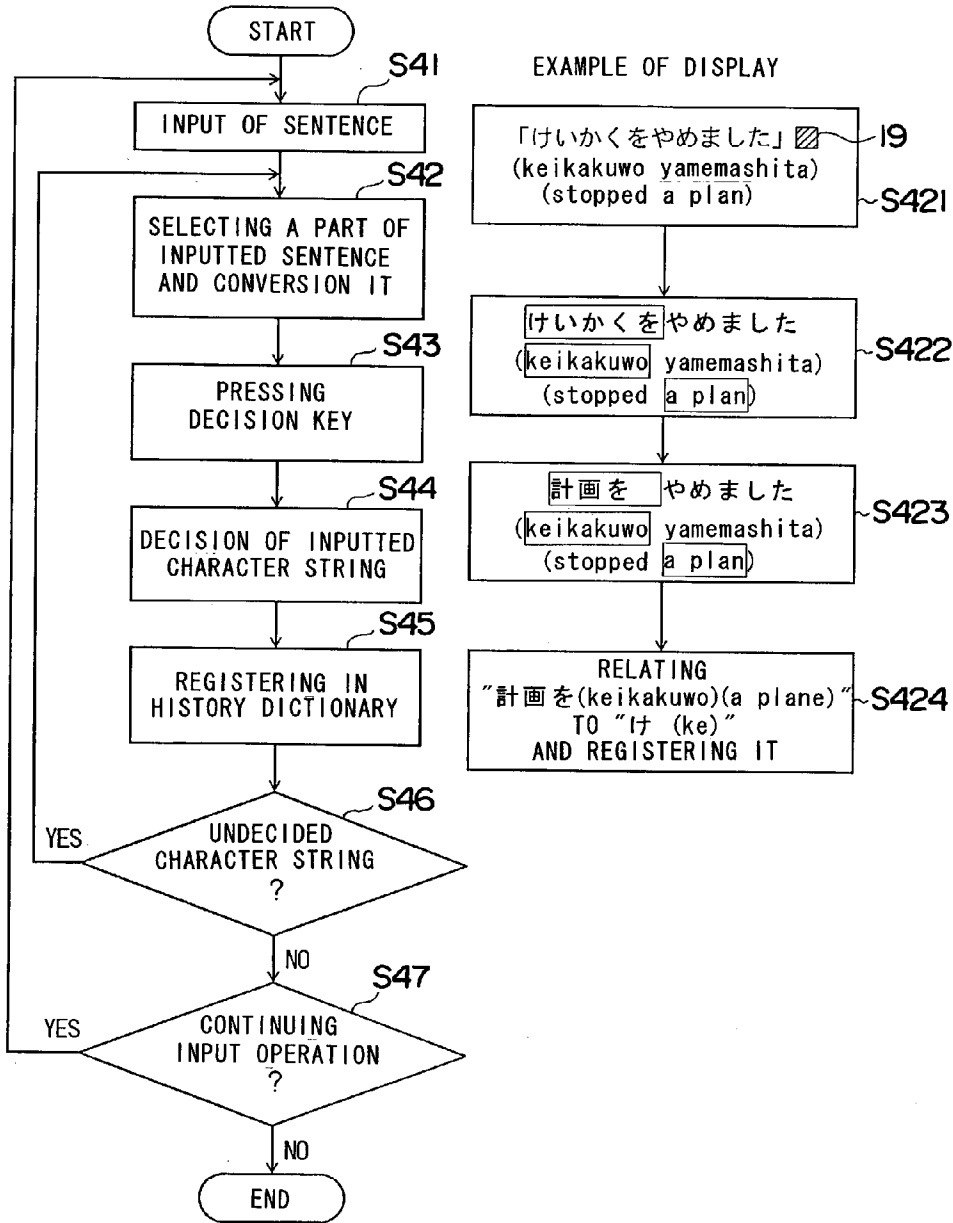 START
S41
INPUT OF SENTENCE
S42
SELECTING A PART OF
INPUTTED SENTENCE
AND CONVERSION IT
S43
PRESSING
DECISION KEY
S44
DECISION OF INPUTTED
CHARACTER STRING
S45
REGISTERING IN
HISTORY DICTIONARY
S46
YES
UNDECIDED
CHARACTER STRING
?
NO
S47
YES
CONTINUING
INPUT OPERATION
?
NO
END
EXAMPLE OF DISPLAY
「けいかくをやめました」
19
(keikakuwo yamemashita)
(stopped a plan)
S421
けいかくをやめました
(keikakuwo yamemashita)
(stopped a plan)
S422
計画を やめました
(keikakuwo yamemashita)
(stopped a plan)
S423
RELATING
"計画を(keikakuwo)(a plane)"
TO "け (ke)"
AND REGISTERING IT
S424